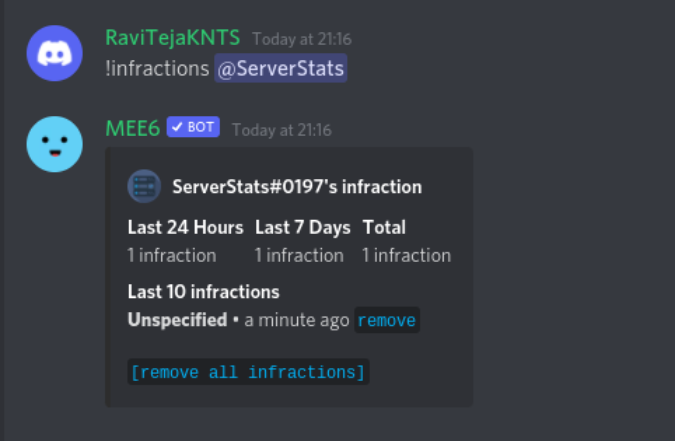 RaviTejaKNTS Today at 21:16
!infractions @ServerStats
MEE6 ✓ BOT Today at 21:16
ServerStats#0197's infraction
Last 24 Hours Last 7 Days Total
1 infraction 1 infraction 1 infraction
Last 10 infractions
Unspecified • a minute ago remove
[remove all infractions]